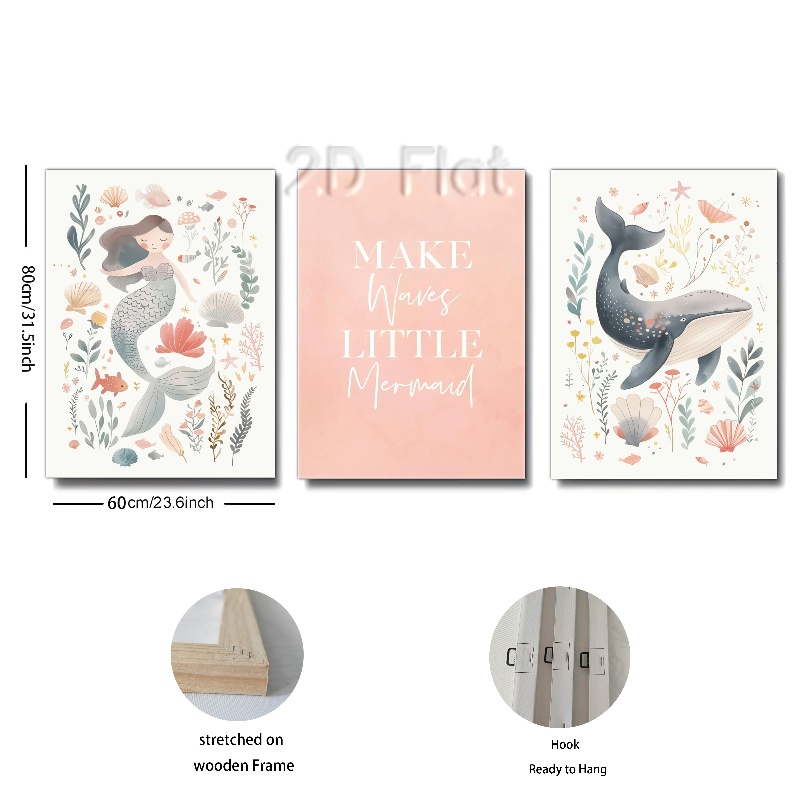 2D Flat
MAKE
Waves
LITTLE
Mermaid
80cm/31.5inch
60cm/23.6inch
stretched on
wooden Frame
Hook
Ready to Hang